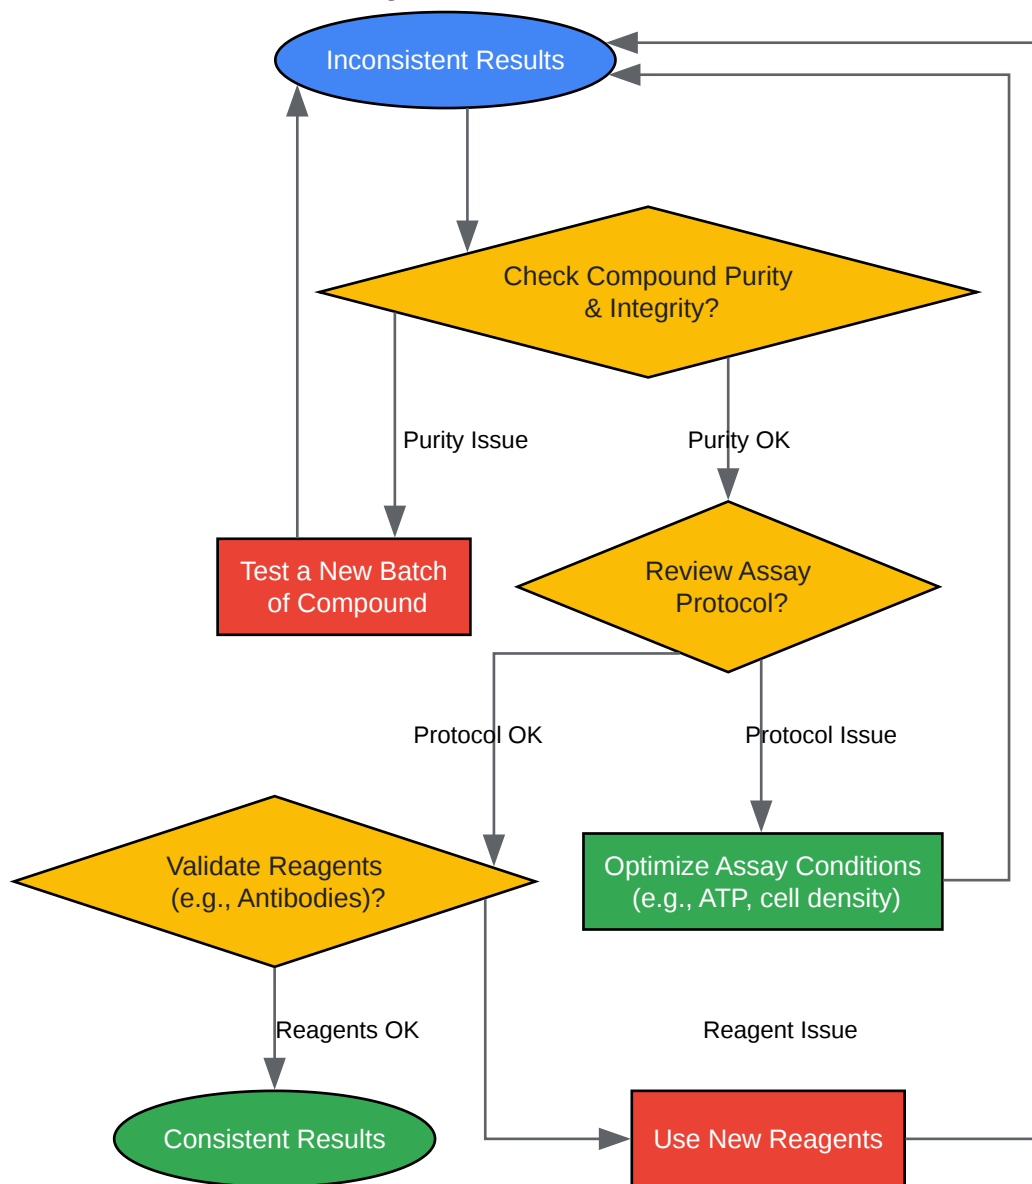 Inconsistent Results
Check Compound Purity
& Integrity?
Purity Issue
Purity OK
Test a New Batch
of Compound
Review Assay
Protocol?
Protocol OK
Protocol Issue
Validate Reagents
(e.g., Antibodies)?
Optimize Assay Conditions
(e.g., ATP, cell density)
Reagents OK
Reagent Issue
Consistent Results
Use New Reagents